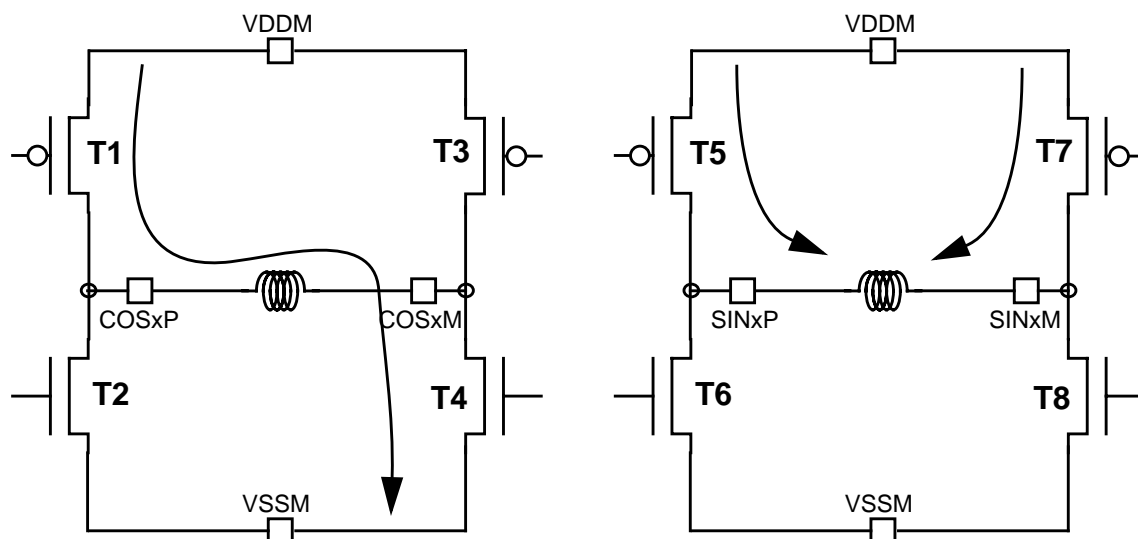 VDDM
VDDM
T1
T3
T5
T7
COSxP
COSxM
SINxP
SINxM
T2
T4
T6
T8
VSSM
VSSM